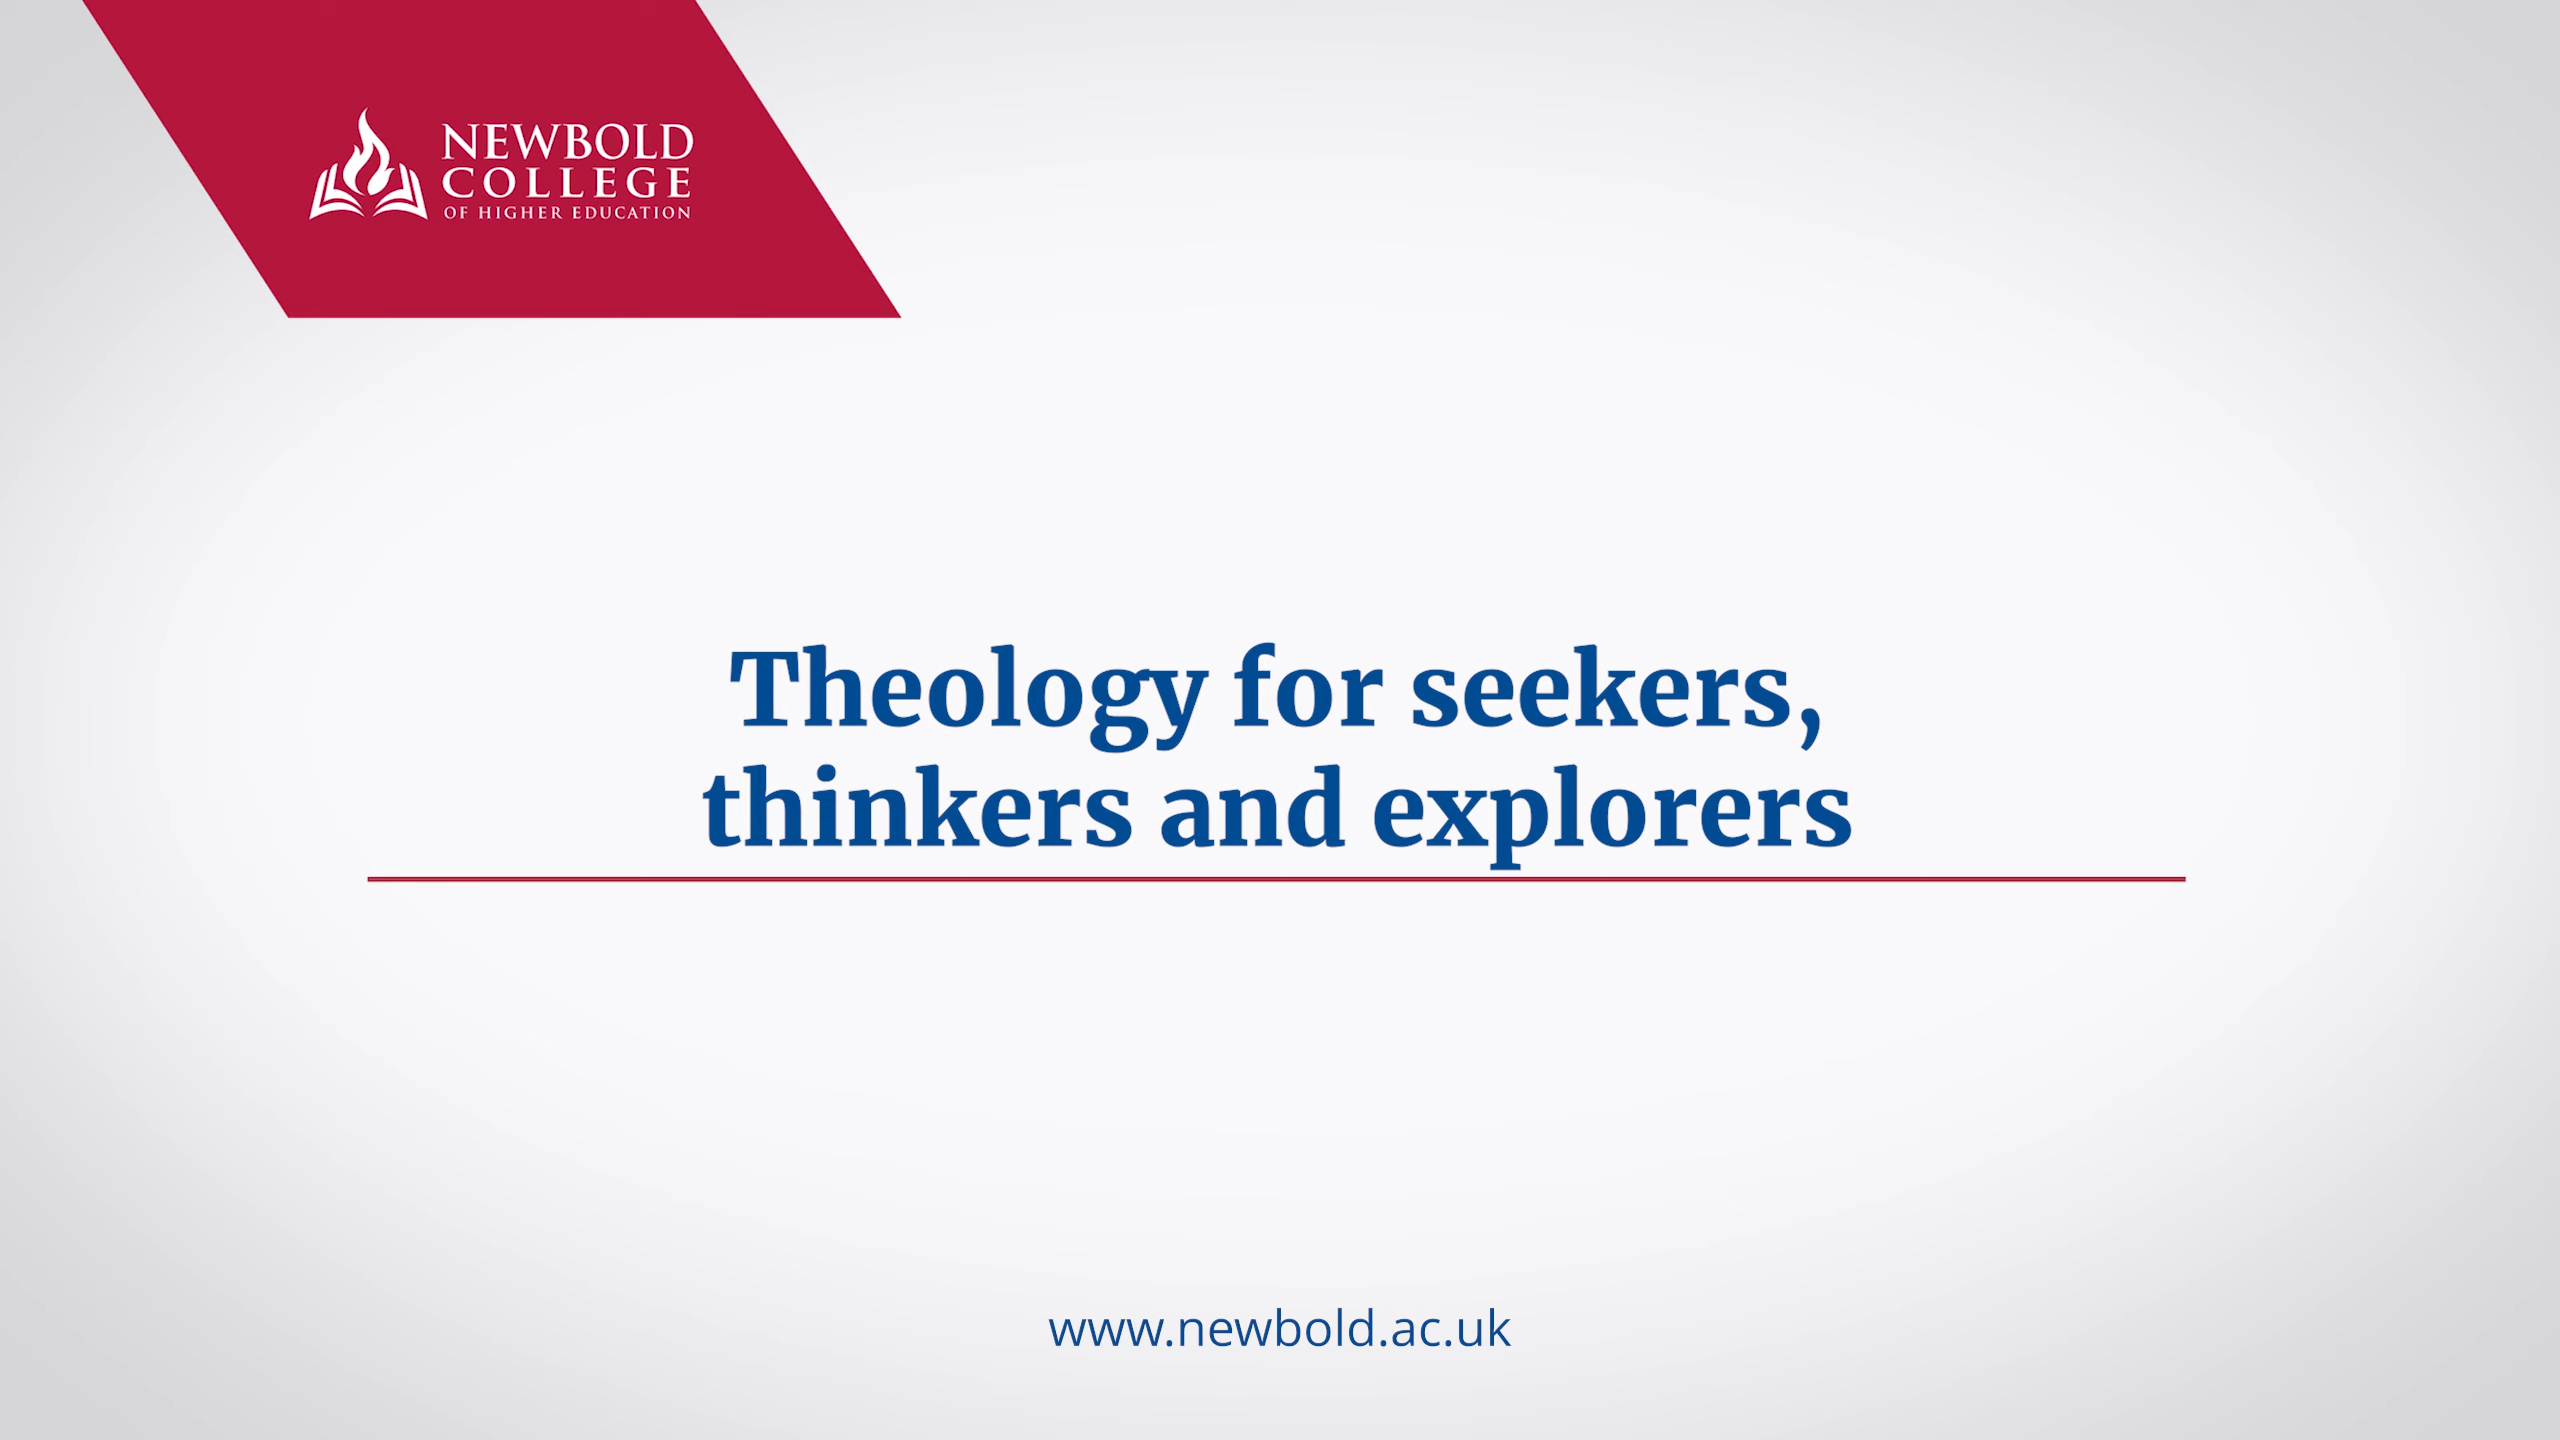 NEWBOLD
COLLEGE
OF HIGHER EDUCATION
Theology for seekers,
thinkers and explorers
www.newbold.ac.uk